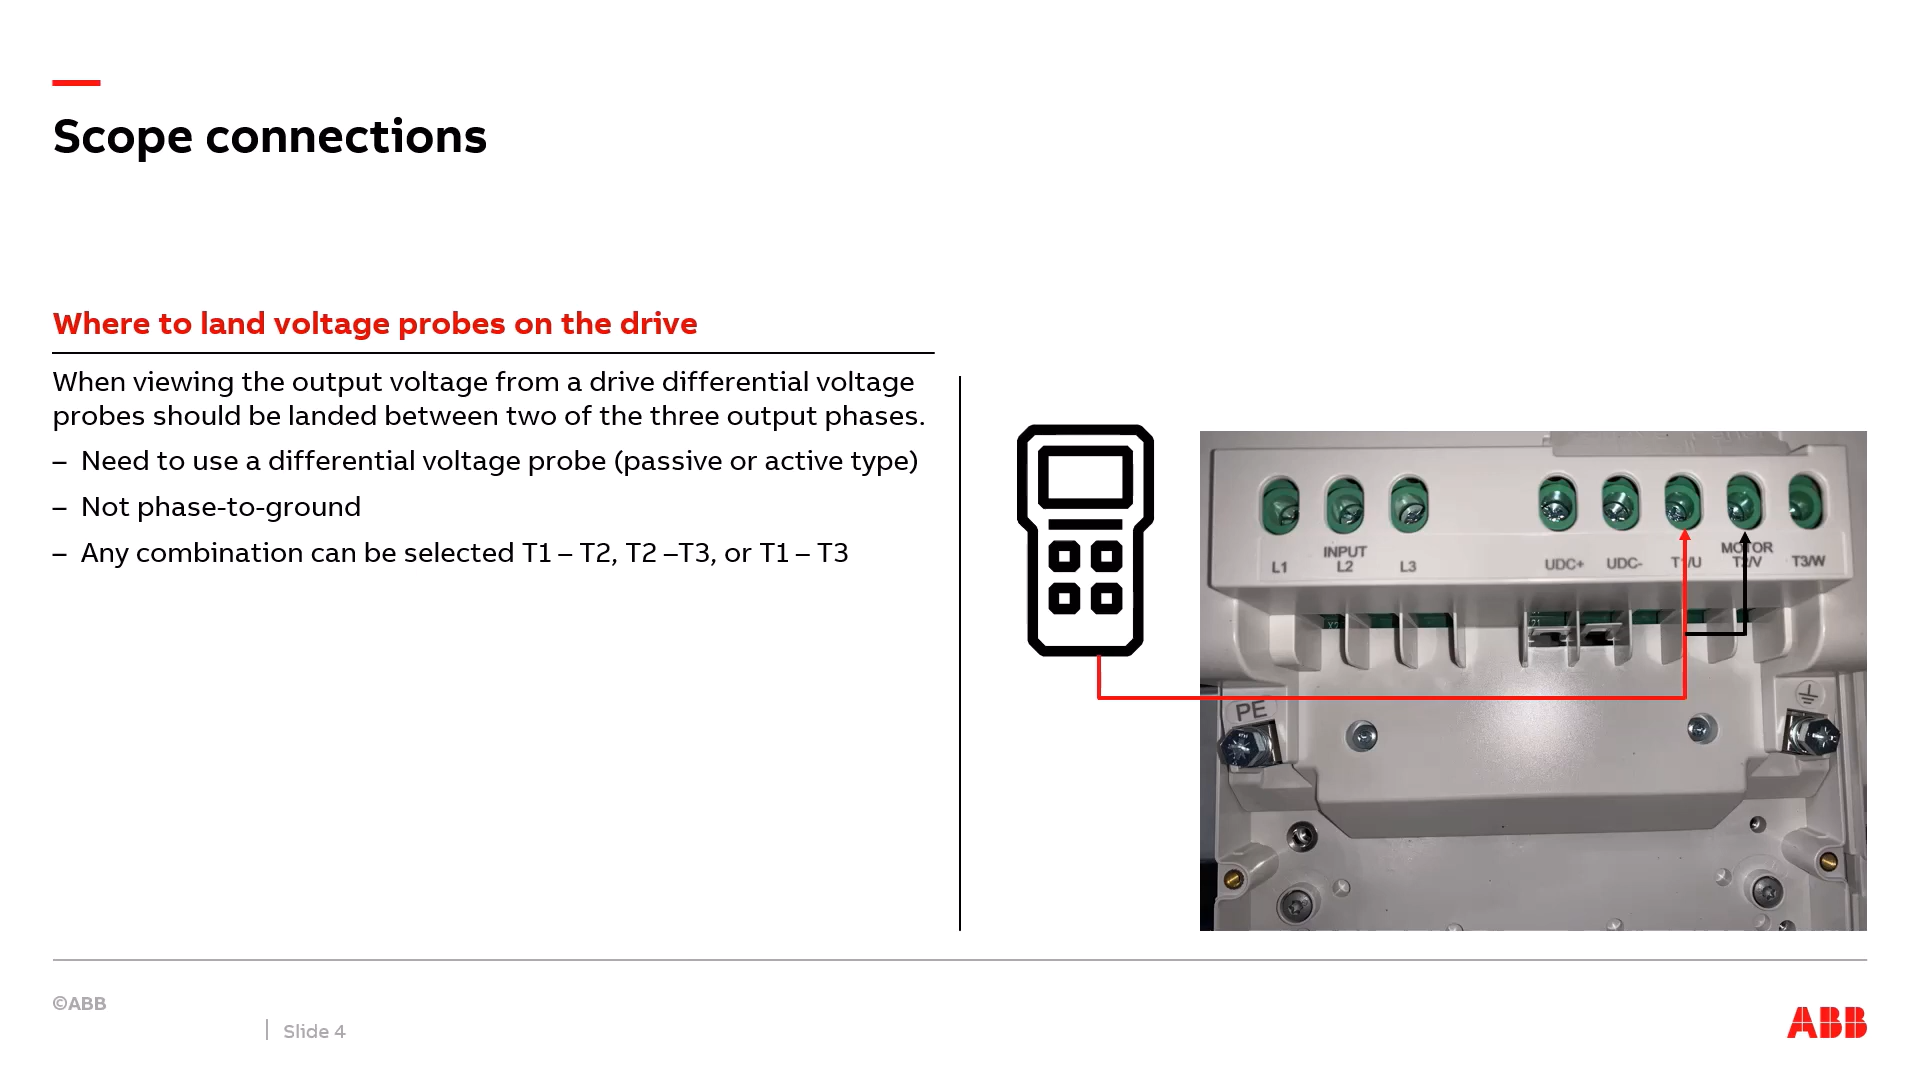 Scope connections
Where to land voltage probes on the drive
When viewing the output voltage from a drive differential voltage
probes should be landed between two of the three output phases.
– Need to use a differential voltage probe (passive or active type)
– Not phase-to-ground
– Any combination can be selected T1 – T2, T2 –T3, or T1 – T3
INPUT
MOTOR
L1 L2 L3 UDC+ UDC- T1/U T2/V T3/W
PE
©ABB
Slide 4
ABB